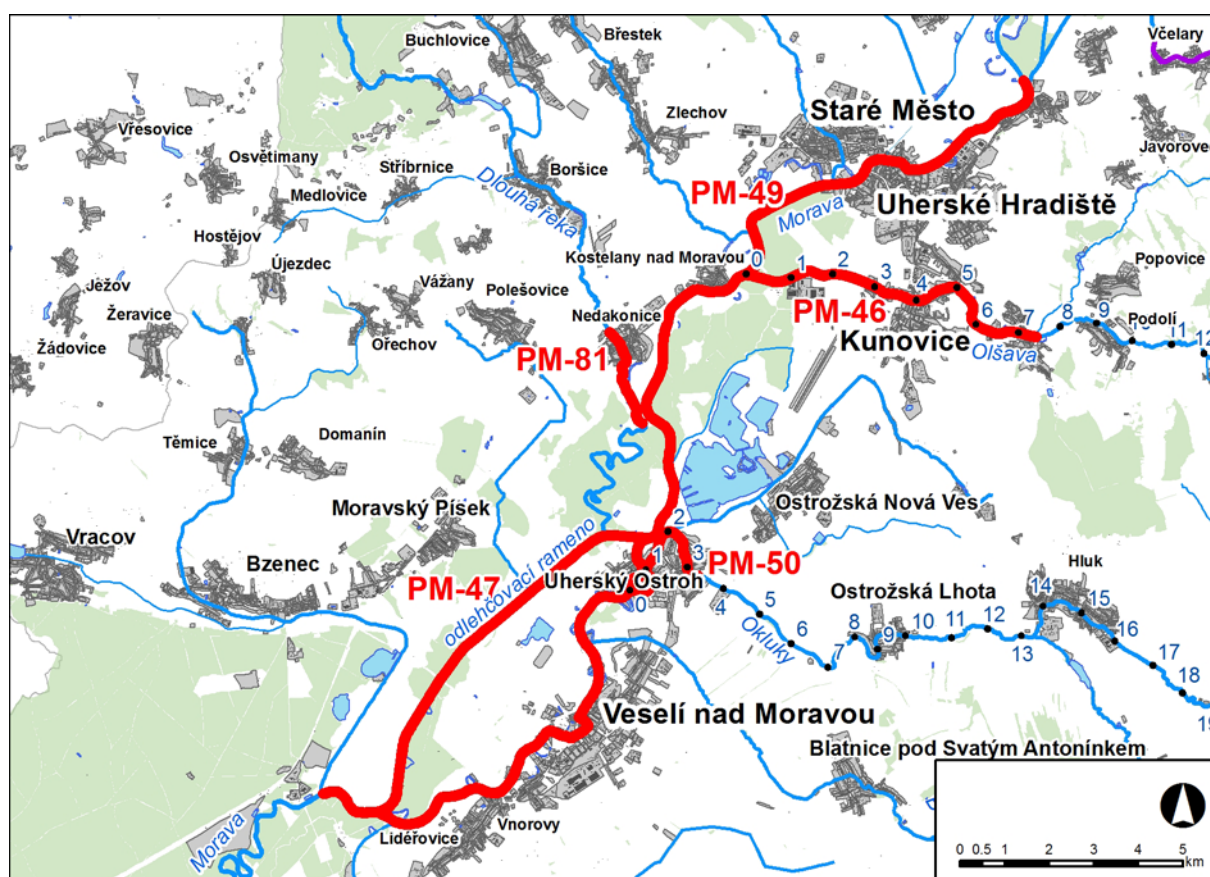 Buchlovice
Břestek
Včelary
Staré Město
Zlechov
Vřesovice
Osvětimany
Stříbrnice
Boršice
Javorovec
Medlovice
Dlouhá řeka
PM-49
Morava
Uherské Hradiště
Hostějov
Kostelany nad Moravou
0
1
2
3
4
5
6
7
8
9
11
12
Popovice
Újezdec
Vážany
Polešovice
Ježov
Žeravice
Nedakonice
PM-46
Podolí
Žádovice
Ořechov
PM-81
Kunovice
Olšava
Těmice
Domanín
Moravský Písek
Ostrožská Nová Ves
Vracov
Bzenec
odlehčovací rameno
2
1
3
PM-50
Hluk
PM-47
Uherský Ostroh
0
4
5
6
7
8
9
10
11
12
13
14
15
16
17
18
19
Ostrožská Lhota
Okluky
Veselí nad Moravou
Blatnice pod Svatým Antonínkem
Vnorovy
Lidéřovice
Morava
0 0.5 1 2 3 4 5
km